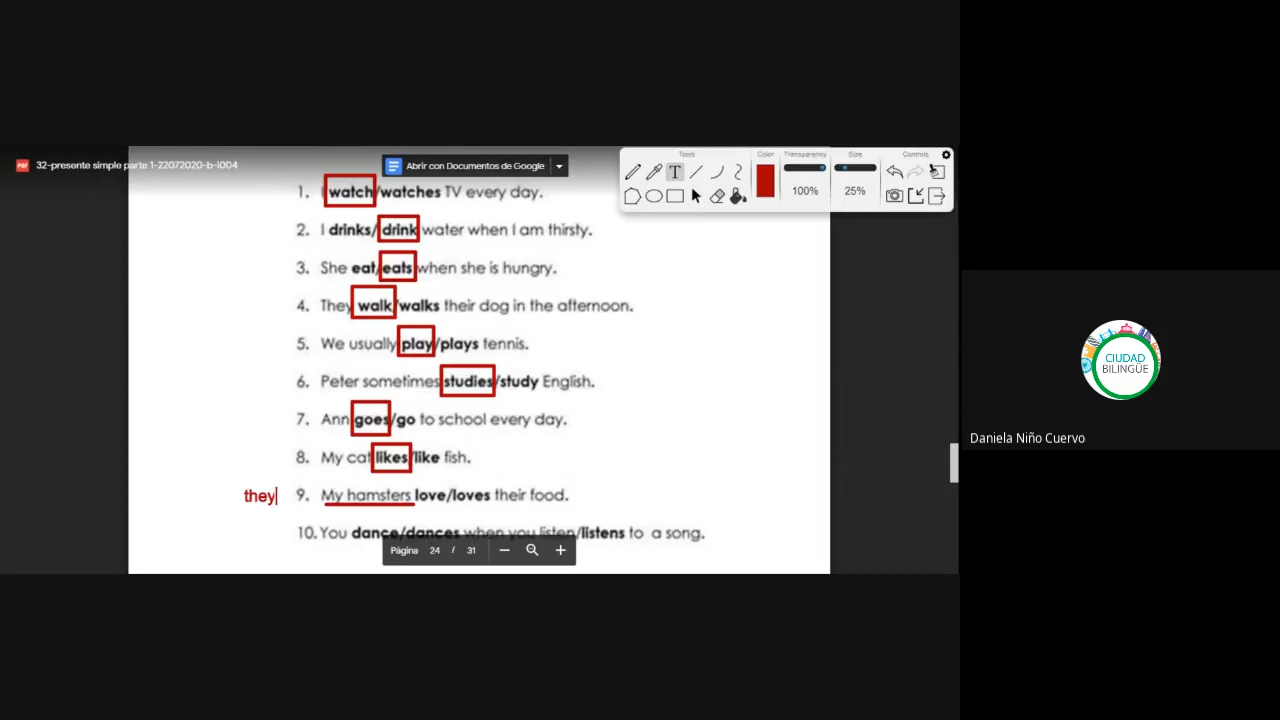 32-presente simple parte 1-22072020-b-i004
Abrir con Documentos de Google
Tools
Color
Transparency
Size
Controls
100%
25%
1. I watch/watches TV every day.
2. I drinks/ drink water when I am thirsty.
3. She eat/eats when she is hungry.
4. They walk/walks their dog in the afternoon.
5. We usually play/plays tennis.
6. Peter sometimes studies/study English.
7. Ann goes/go to school every day.
8. My cat likes/like fish.
they 9. My hamsters love/loves their food.
10. You dance/dances when you listen/listens to a song.
Página 24 / 31
CIUDAD
BILINGÜE
Daniela Niño Cuervo